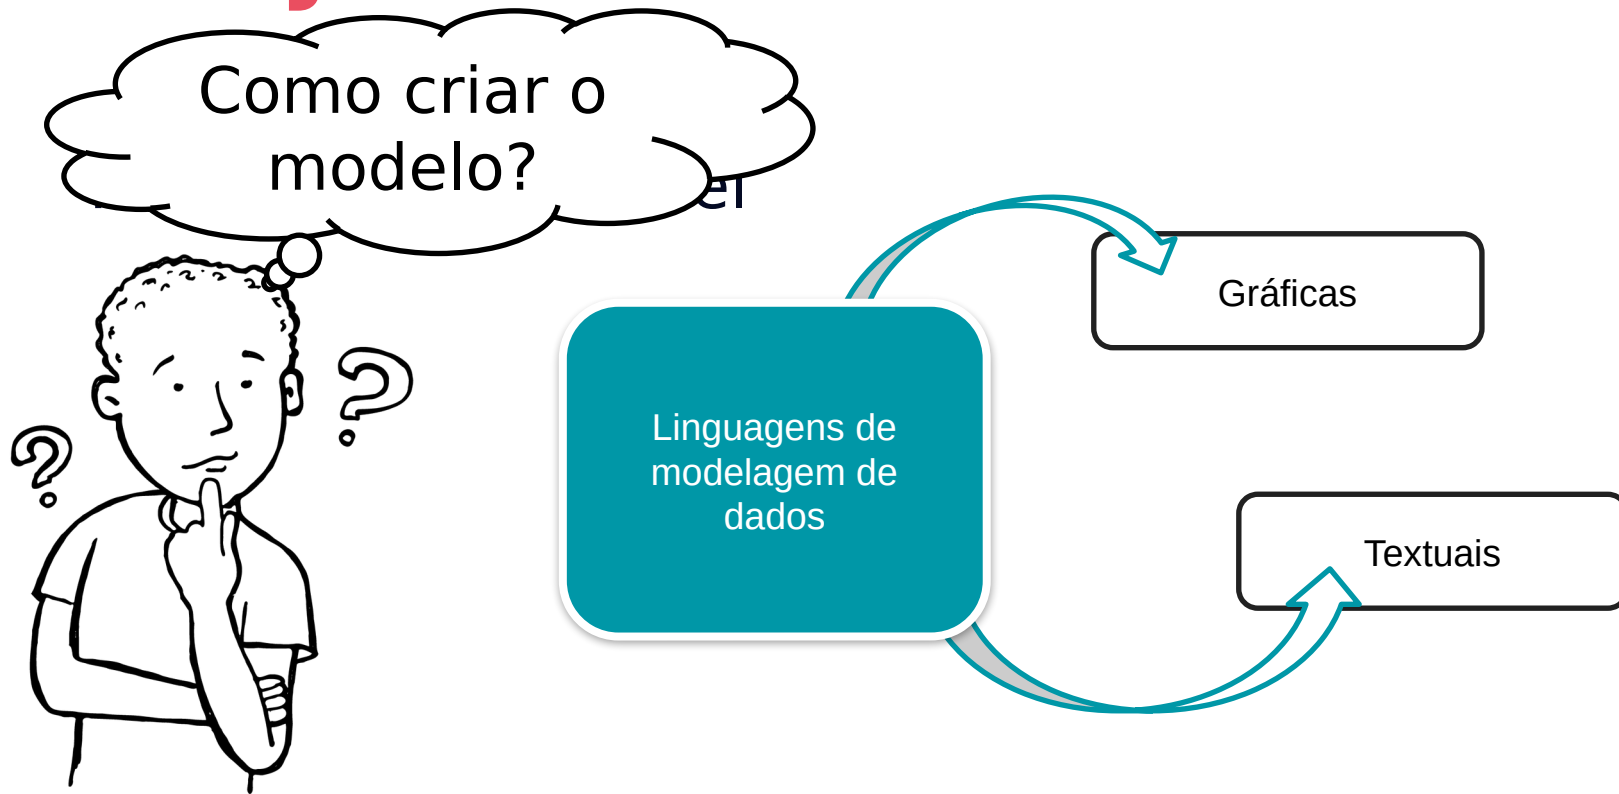 Como criar o
modelo?
Gráficas
Linguagens de
modelagem de
dados
Textuais